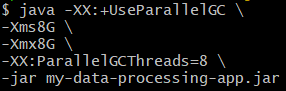 $ java -XX:+UseParallelGC \
-Xms8G \
-Xmx8G \
-XX:ParallelGCThreads=8 \
-jar my-data-processing-app.jar